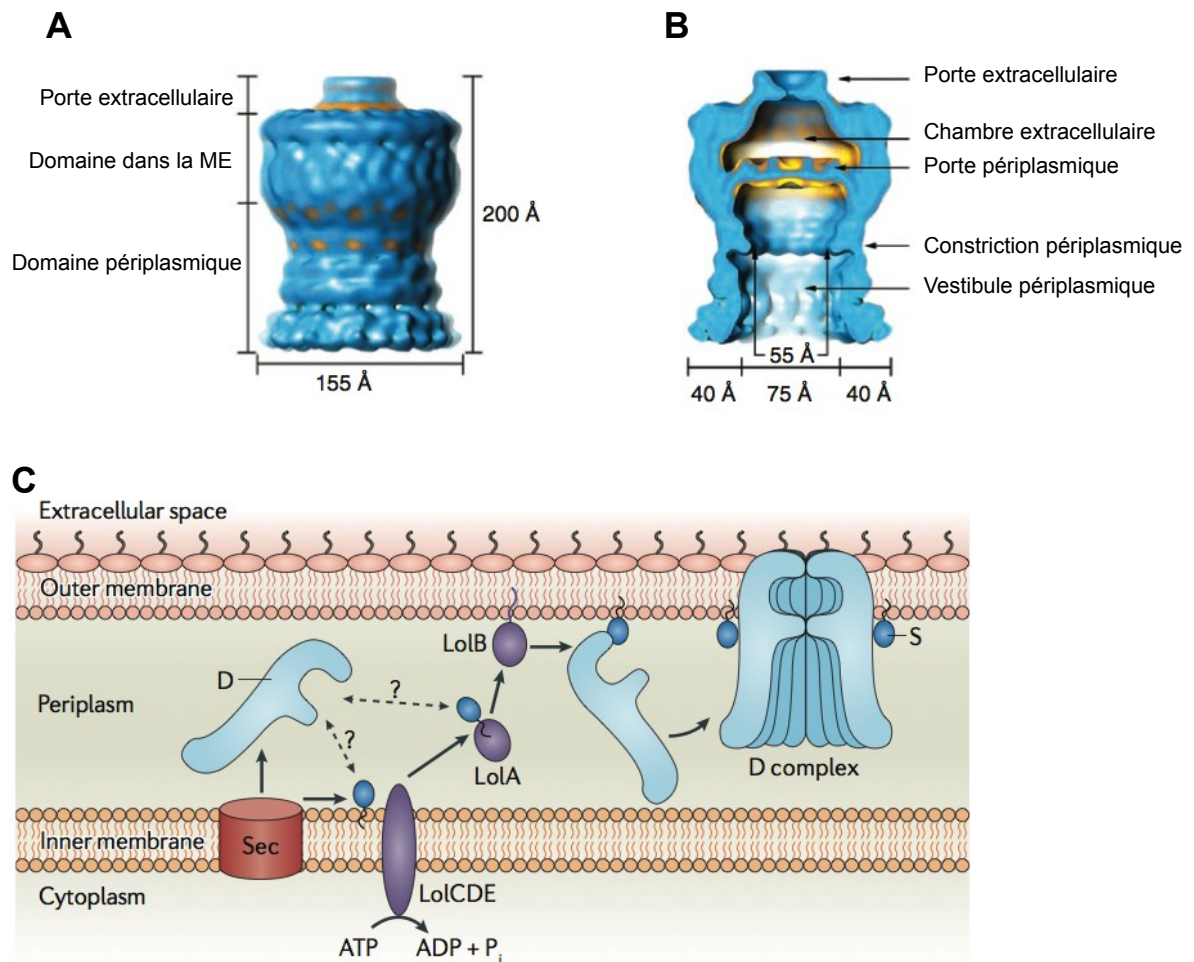 A
Porte extracellulaire
Domaine dans la ME
Domaine périplasmique
200 Å
155 Å
B
Porte extracellulaire
Chambre extracellulaire
Porte périplasmique
Constriction périplasmique
Vestibule périplasmique
55 Å
40 Å 75 Å 40 Å
C
Extracellular space
Outer membrane
LolB
S
D
?
Periplasm
?
LolA
D complex
Inner membrane
Sec
Cytoplasm
LolCDE
ATP ADP + Pi